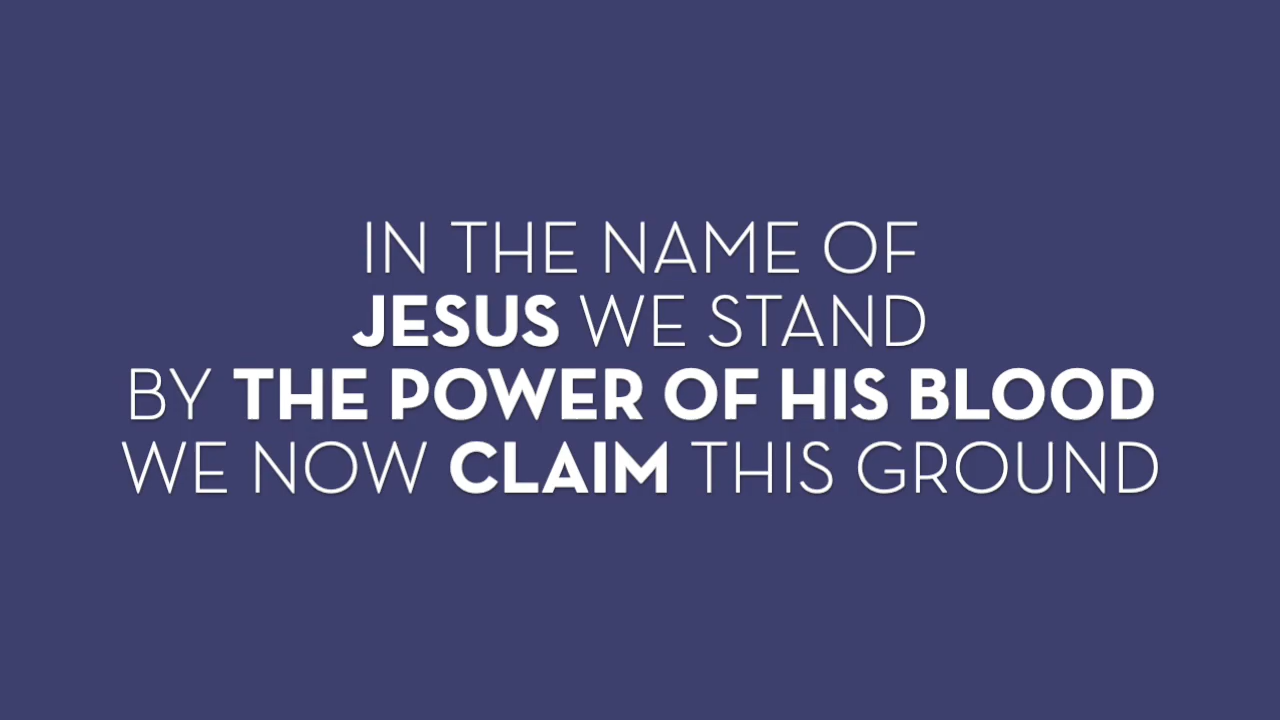 IN THE NAME OF
JESUS WE STAND
BY THE POWER OF HIS BLOOD
WE NOW CLAIM THIS GROUND